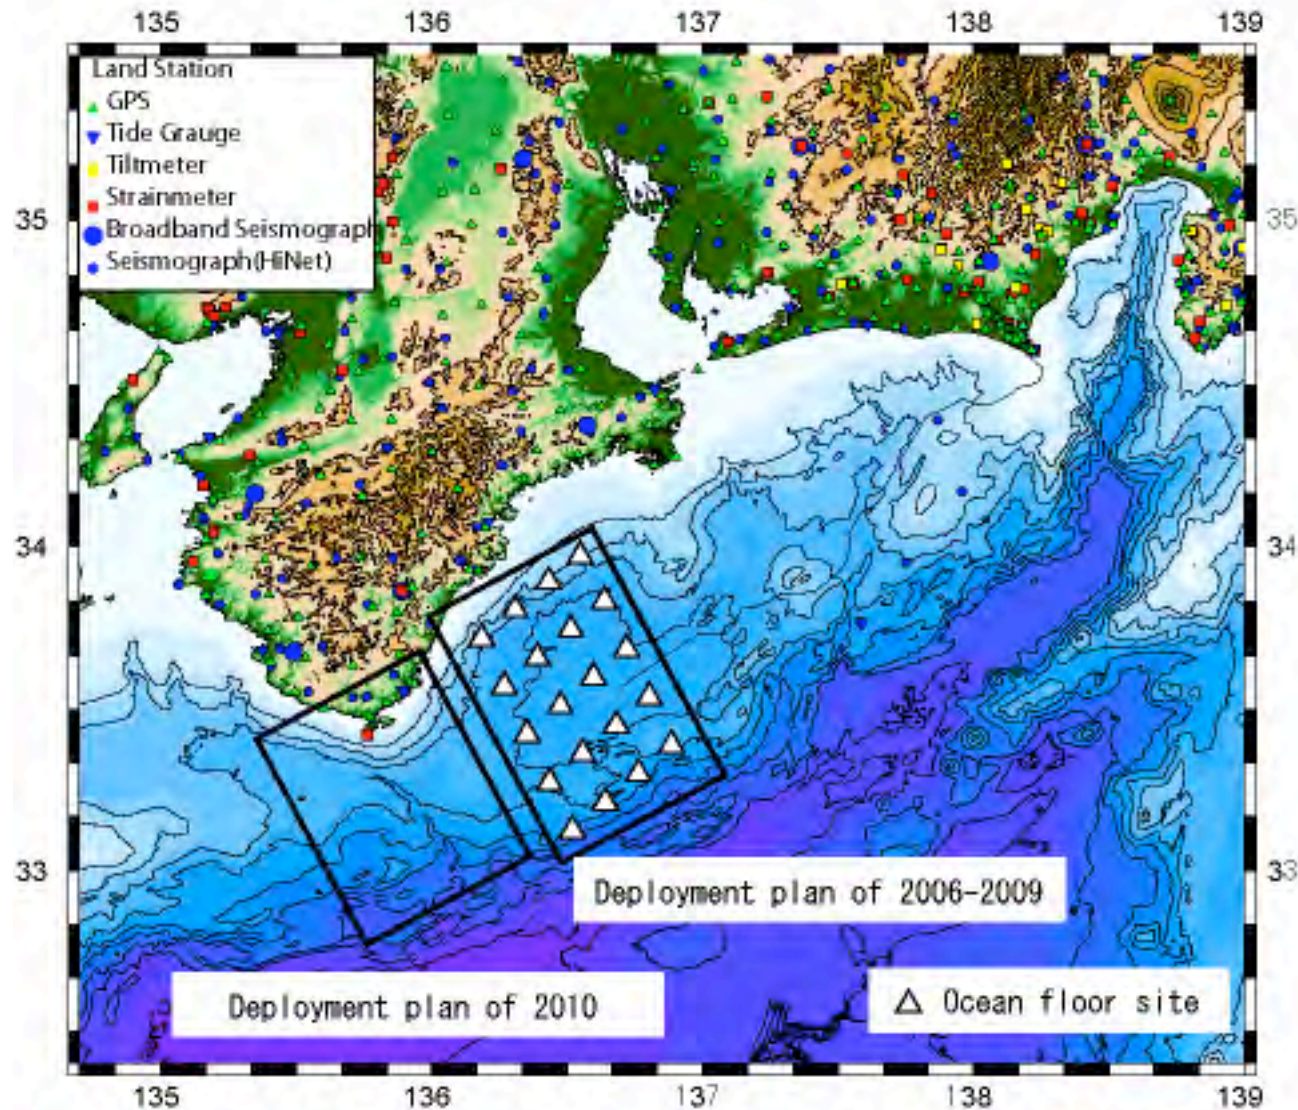 135 136 137 138 139
Land Station
GPS
Tide Grauge
Tiltmeter
Strainmeter
Broadband Seismograph
Seismograph(HiNet)
35 35
34 34
33 33
Deployment plan of 2006-2009
Deployment plan of 2010
Ocean floor site
135 136 137 138 139